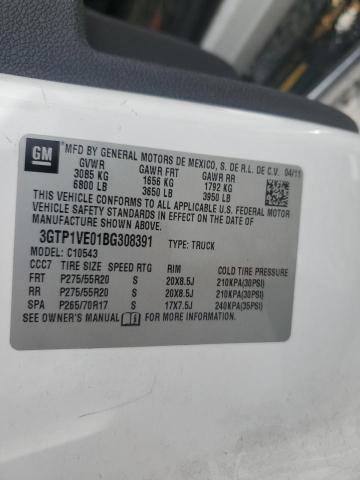 GM
MFD BY GENERAL MOTORS DE MEXICO, S. DE R.L. DE C.V. 04/11
GVWR GAWR FRT GAWR RR
3085 KG 1656 KG 1792 KG
6800 LB 3650 LB 3950 LB
THIS VEHICLE CONFORMS TO ALL APPLICABLE U.S. FEDERAL MOTOR
VEHICLE SAFETY STANDARDS IN EFFECT ON THE DATE OF
MANUFACTURE SHOWN ABOVE.
3GTP1VE01BG308391 TYPE: TRUCK
MODEL: C10543
CCC7 TIRE SIZE SPEED RTG RIM COLD TIRE PRESSURE
FRT P275/55R20 S 20X8.5J 210KPA(30PSI)
RR P275/55R20 S 20X8.5J 210KPA(30PSI)
SPA P265/70R17 S 17X7.5J 240KPA(35PSI)
SEE OWNER'S MANUAL FOR MORE INFORMATION